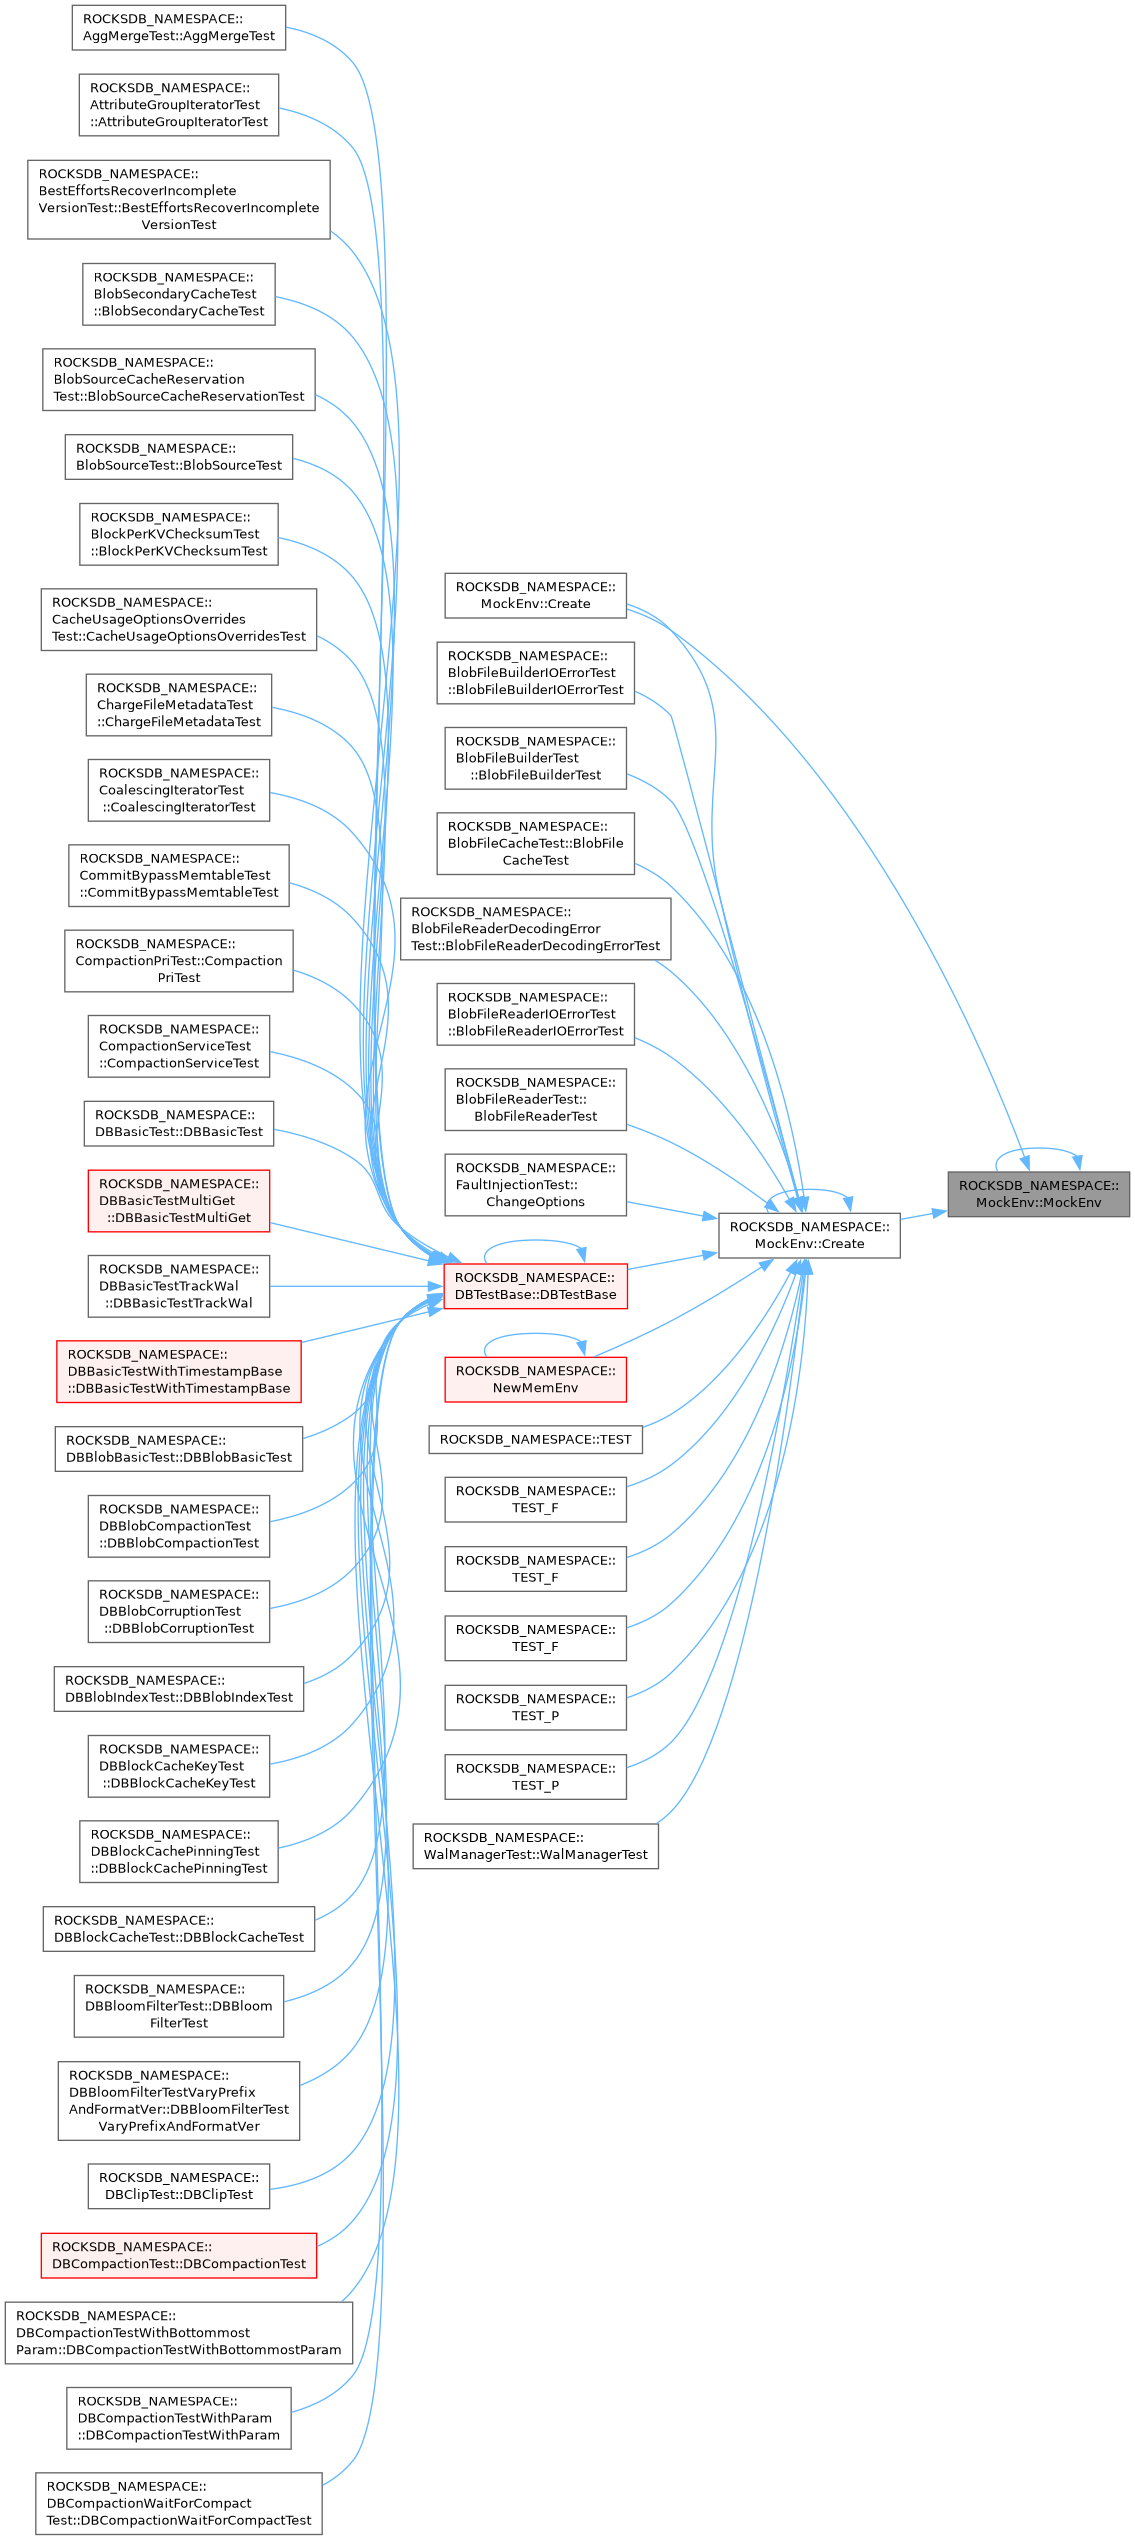 ROCKSDB_NAMESPACE::
AggMergeTest::AggMergeTest
ROCKSDB_NAMESPACE::
AttributeGroupIteratorTest
::AttributeGroupIteratorTest
ROCKSDB_NAMESPACE::
BestEffortsRecoverIncomplete
VersionTest::BestEffortsRecoverIncomplete
VersionTest
ROCKSDB_NAMESPACE::
BlobSecondaryCacheTest
::BlobSecondaryCacheTest
ROCKSDB_NAMESPACE::
BlobSourceCacheReservation
Test::BlobSourceCacheReservationTest
ROCKSDB_NAMESPACE::
BlobSourceTest::BlobSourceTest
ROCKSDB_NAMESPACE::
BlockPerKVChecksumTest
::BlockPerKVChecksumTest
ROCKSDB_NAMESPACE::
CacheUsageOptionsOverrides
Test::CacheUsageOptionsOverridesTest
ROCKSDB_NAMESPACE::
ChargeFileMetadataTest
::ChargeFileMetadataTest
ROCKSDB_NAMESPACE::
CoalescingIteratorTest
::CoalescingIteratorTest
ROCKSDB_NAMESPACE::
CommitBypassMemtableTest
::CommitBypassMemtableTest
ROCKSDB_NAMESPACE::
CompactionPriTest::Compaction
PriTest
ROCKSDB_NAMESPACE::
CompactionServiceTest
::CompactionServiceTest
ROCKSDB_NAMESPACE::
DBBasicTest::DBBasicTest
ROCKSDB_NAMESPACE::
DBBasicTestMultiGet
::DBBasicTestMultiGet
ROCKSDB_NAMESPACE::
DBBasicTestTrackWal
::DBBasicTestTrackWal
ROCKSDB_NAMESPACE::
DBBasicTestWithTimestampBase
::DBBasicTestWithTimestampBase
ROCKSDB_NAMESPACE::
DBBlobBasicTest::DBBlobBasicTest
ROCKSDB_NAMESPACE::
DBBlobCompactionTest
::DBBlobCompactionTest
ROCKSDB_NAMESPACE::
DBBlobCorruptionTest
::DBBlobCorruptionTest
ROCKSDB_NAMESPACE::
DBBlobIndexTest::DBBlobIndexTest
ROCKSDB_NAMESPACE::
DBBlockCacheKeyTest
::DBBlockCacheKeyTest
ROCKSDB_NAMESPACE::
DBBlockCachePinningTest
::DBBlockCachePinningTest
ROCKSDB_NAMESPACE::
DBBlockCacheTest::DBBlockCacheTest
ROCKSDB_NAMESPACE::
DBBloomFilterTest::DBBloom
FilterTest
ROCKSDB_NAMESPACE::
DBBloomFilterTestVaryPrefix
AndFormatVer::DBBloomFilterTest
VaryPrefixAndFormatVer
ROCKSDB_NAMESPACE::
DBClipTest::DBClipTest
ROCKSDB_NAMESPACE::
DBCompactionTest::DBCompactionTest
ROCKSDB_NAMESPACE::
DBCompactionTestWithBottommost
Param::DBCompactionTestWithBottommostParam
ROCKSDB_NAMESPACE::
DBCompactionTestWithParam
::DBCompactionTestWithParam
ROCKSDB_NAMESPACE::
DBCompactionWaitForCompact
Test::DBCompactionWaitForCompactTest
ROCKSDB_NAMESPACE::
MockEnv::Create
ROCKSDB_NAMESPACE::
BlobFileBuilderIOErrorTest
::BlobFileBuilderIOErrorTest
ROCKSDB_NAMESPACE::
BlobFileBuilderTest
::BlobFileBuilderTest
ROCKSDB_NAMESPACE::
BlobFileCacheTest::BlobFile
CacheTest
ROCKSDB_NAMESPACE::
BlobFileReaderDecodingError
Test::BlobFileReaderDecodingErrorTest
ROCKSDB_NAMESPACE::
BlobFileReaderIOErrorTest
::BlobFileReaderIOErrorTest
ROCKSDB_NAMESPACE::
BlobFileReaderTest::
BlobFileReaderTest
ROCKSDB_NAMESPACE::
FaultInjectionTest::
ChangeOptions
ROCKSDB_NAMESPACE::
DBTestBase::DBTestBase
ROCKSDB_NAMESPACE::
NewMemEnv
ROCKSDB_NAMESPACE::TEST
ROCKSDB_NAMESPACE::
TEST_F
ROCKSDB_NAMESPACE::
TEST_F
ROCKSDB_NAMESPACE::
TEST_F
ROCKSDB_NAMESPACE::
TEST_P
ROCKSDB_NAMESPACE::
TEST_P
ROCKSDB_NAMESPACE::
WalManagerTest::WalManagerTest
ROCKSDB_NAMESPACE::
MockEnv::Create
ROCKSDB_NAMESPACE::
MockEnv::MockEnv